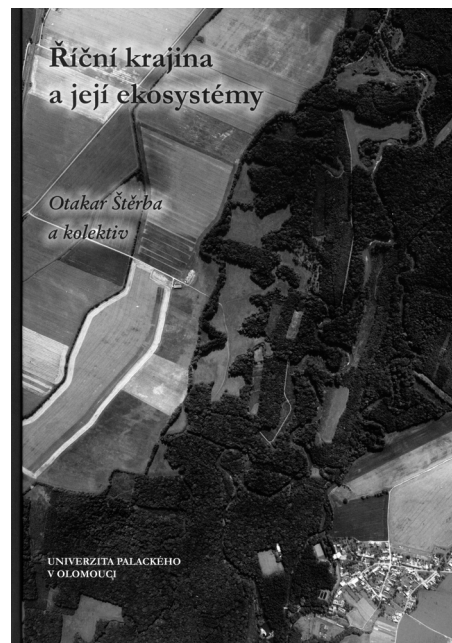 Říční krajina
a její ekosystémy
Otakar Štěrba
a kolektiv
UNIVERZITA PALACKÉHO
V OLOMOUCI